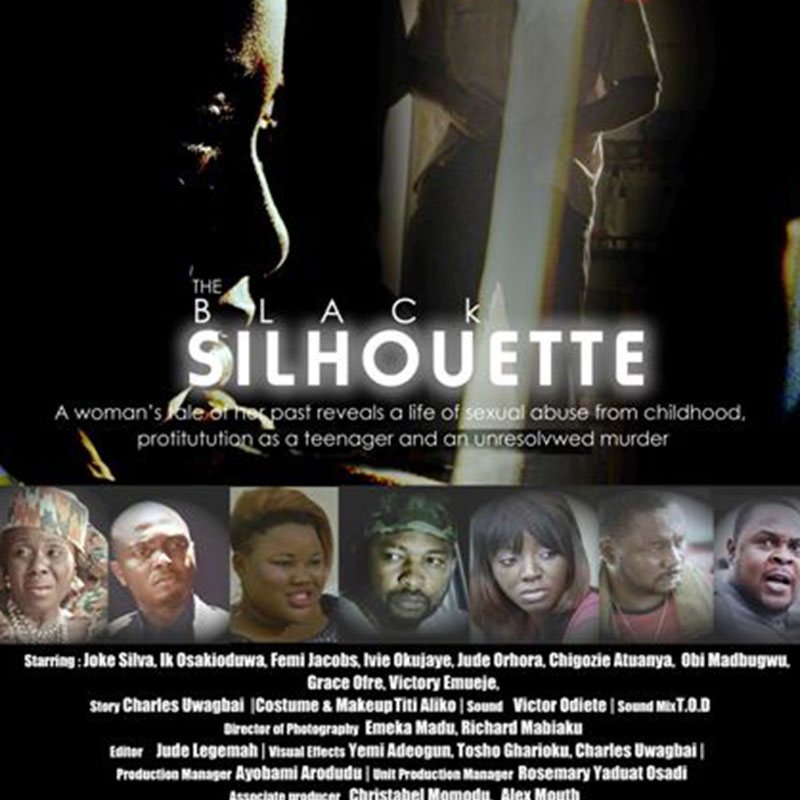 THE
BLACk
SILHOUETTE
A woman's tale of her past reveals a life of sexual abuse from childhood,
protitutution as a teenager and an unresolvwed murder
Starring : Joke Silva, Ik Osakioduwa, Femi Jacobs, Ivie Okujaye, Jude Orhora, Chigozie Atuanya, Obi Madbugwu,
Grace Ofre, Victory Emueje,
Story Charles Uwagbai |Costume & Makeup Titi Aliko | Sound Victor Odiete | Sound Mix T.O.D
Director of Photography Emeka Madu, Richard Mabiaku
Editor Jude Legemah | Visual Effects Yemi Adeogun, Tosho Gharioku, Charles Uwagbai |
Production Manager Ayobami Arodudu | Unit Production Manager Rosemary Yaduat Osadi
Associate producer Christabel Momodu, Alex Mouth